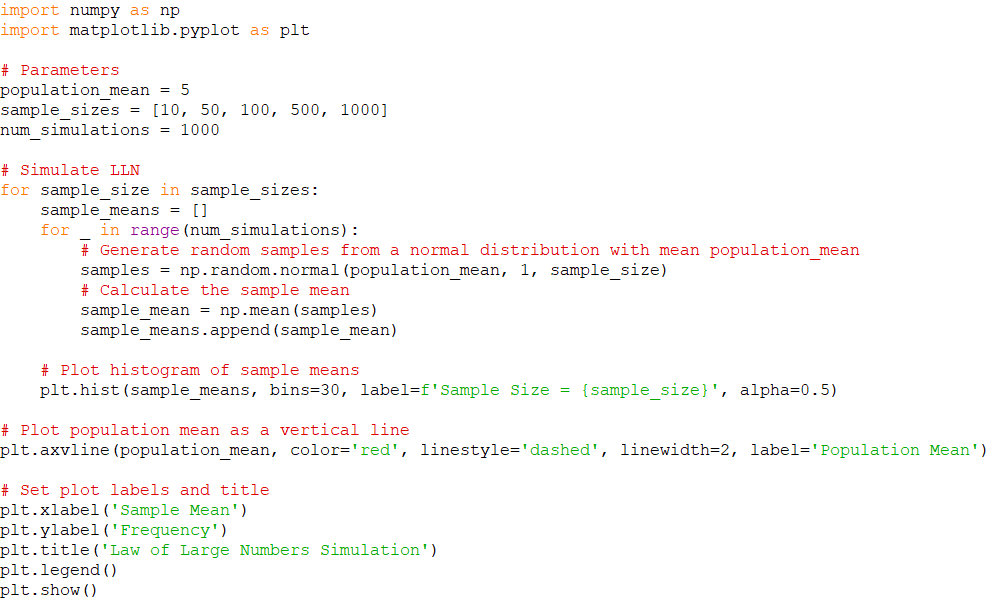 import numpy as np
import matplotlib.pyplot as plt

# Parameters
population_mean = 5
sample_sizes = [10, 50, 100, 500, 1000]
num_simulations = 1000

# Simulate LLN
for sample_size in sample_sizes:
    sample_means = []
    for _ in range(num_simulations):
        # Generate random samples from a normal distribution with mean population_mean
        samples = np.random.normal(population_mean, 1, sample_size)
        # Calculate the sample mean
        sample_mean = np.mean(samples)
        sample_means.append(sample_mean)

    # Plot histogram of sample means
    plt.hist(sample_means, bins=30, label=f'Sample Size = {sample_size}', alpha=0.5)

# Plot population mean as a vertical line
plt.axvline(population_mean, color='red', linestyle='dashed', linewidth=2, label='Population Mean')

# Set plot labels and title
plt.xlabel('Sample Mean')
plt.ylabel('Frequency')
plt.title('Law of Large Numbers Simulation')
plt.legend()
plt.show()